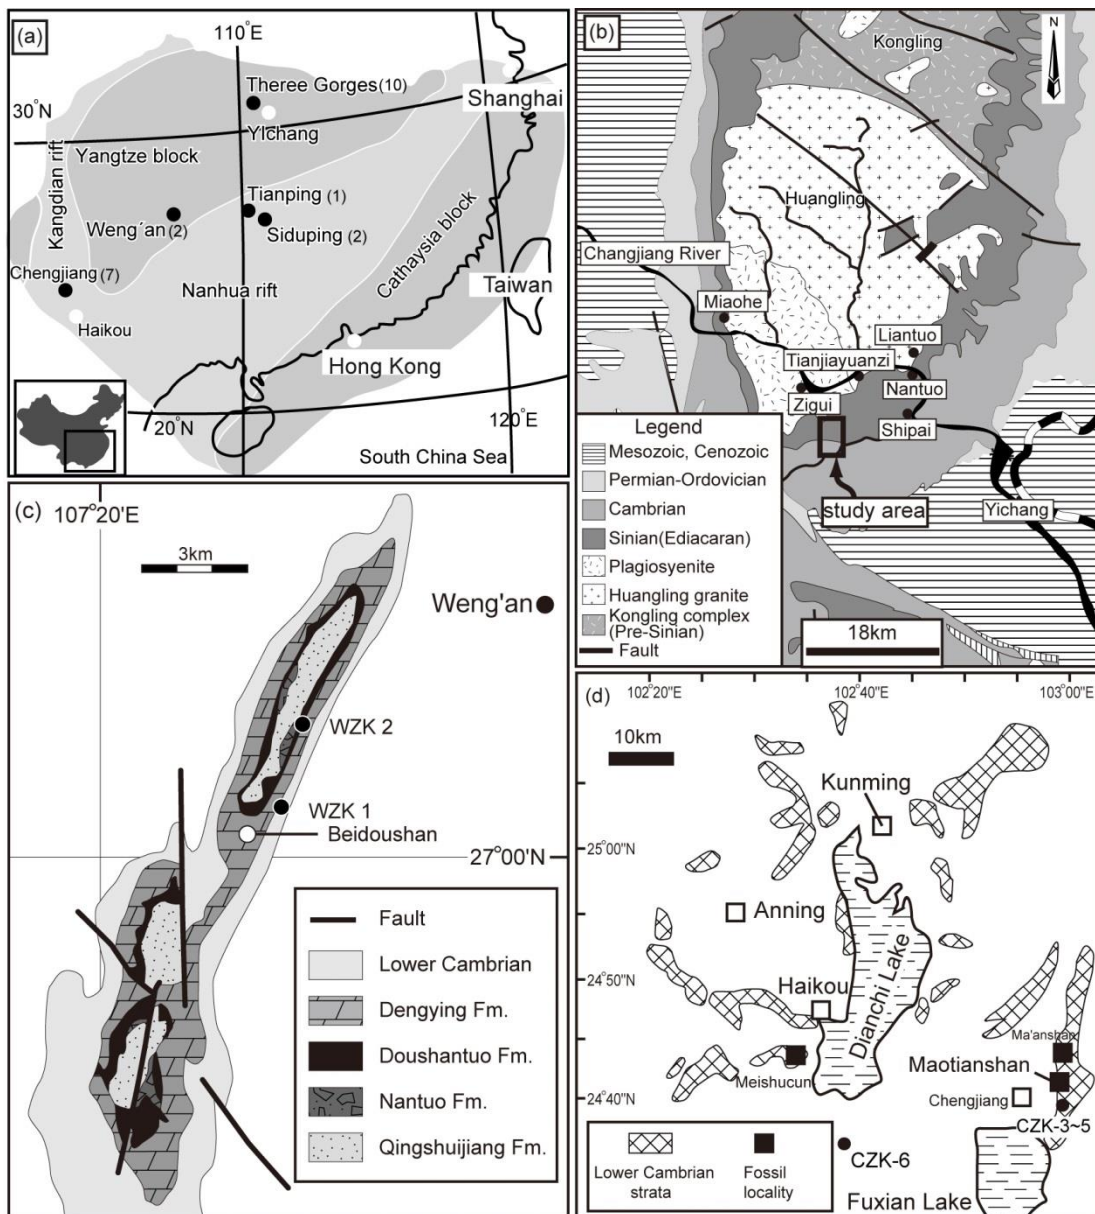 (a)
110°E
Theree Gorges(10)
YIchang
Shanghai
30°N
Yangtze block
Kangdian rift
Tianping (1)
Weng´an(2)
Siduping (2)
Cathaysia block
Chengjiang(7)
Nanhua rift
Taiwan
Haikou
Hong Kong
20°N
120°E
South China Sea
(b)
Kongling
N
Huangling
Changjiang River
Miaohe
Liantuo
Tianjiayuanzi
Nantuo
Zigui
Shipai
Legend
Mesozoic, Cenozoic
Permian-Ordovician
Cambrian
Sinian(Ediacaran)
Plagiosyenite
Huangling granite
Kongling complex
(Pre-Sinian)
Fault
study area
Yichang
18km
(c)
107°20'E
3km
Weng'an
WZK 2
WZK 1
Beidoushan
27°00'N
Fault
Lower Cambrian
Dengying Fm.
Doushantuo Fm.
Nantuo Fm.
Qingshuijiang Fm.
102°20'E
102°40'E
103°00'E
(d)
10km
Kunming
25°00"N
Anning
24°50"N
Haikou
Dianchi Lake
Ma'anshan
Meishucun
Maotianshan
24°40"N
Chengjiang
CZK-3~5
Lower Cambrian
strata
Fossil
locality
CZK-6
Fuxian Lake